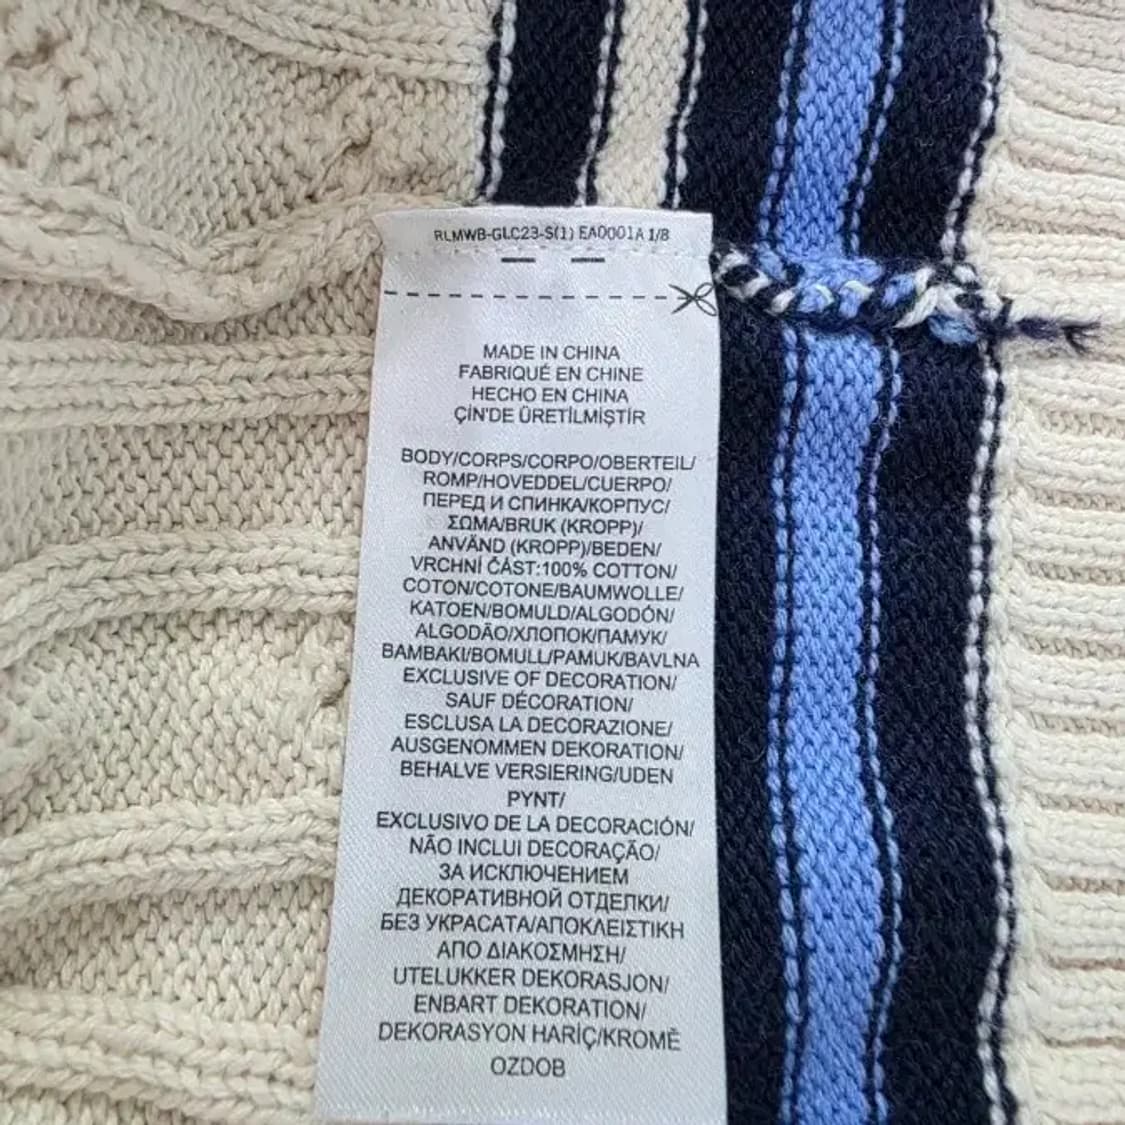 RLMWB-GLC23-S(1) EA0001A 1/8
MADE IN CHINA
FABRIQUÉ EN CHINE
HECHO EN CHINA
ÇİN'DE ÜRETİLMİŞTİR
BODY/CORPS/CORPO/OBERTEIL/
ROMP/HOVEDDEL/CUERPO/
ПЕРЕД И СПИНКА/КОРПУС/
ΣΩΜΑ/BRUK (KROPP)/
ANVÄND (KROPP)/BEDEN/
VRCHNÍ ČÁST:100% COTTON/
COTON/COTONE/BAUMWOLLE/
KATOEN/BOMULD/ALGODÓN/
ALGODÃO/ХЛОПОК/ПАМУК/
BAMBAKI/BOMULL/PAMUK/BAVLNA
EXCLUSIVE OF DECORATION/
SAUF DÉCORATION/
ESCLUSA LA DECORAZIONE/
AUSGENOMMEN DEKORATION/
BEHALVE VERSIERING/UDEN
PYNT/
EXCLUSIVO DE LA DECORACIÓN/
NÃO INCLUI DECORAÇÃO/
ЗА ИСКЛЮЧЕНИЕМ
ДЕКОРАТИВНОЙ ОТДЕЛКИ/
БЕЗ УКРАСАТА/ΑΠΟΚΛΕΙΣΤΙΚΗ
ΑΠΟ ΔΙΑΚΟΣΜΗΣΗ/
UTELUKKER DEKORASJON/
ENBART DEKORATION/
DEKORASYON HARİÇ/KROMĚ
OZDOB